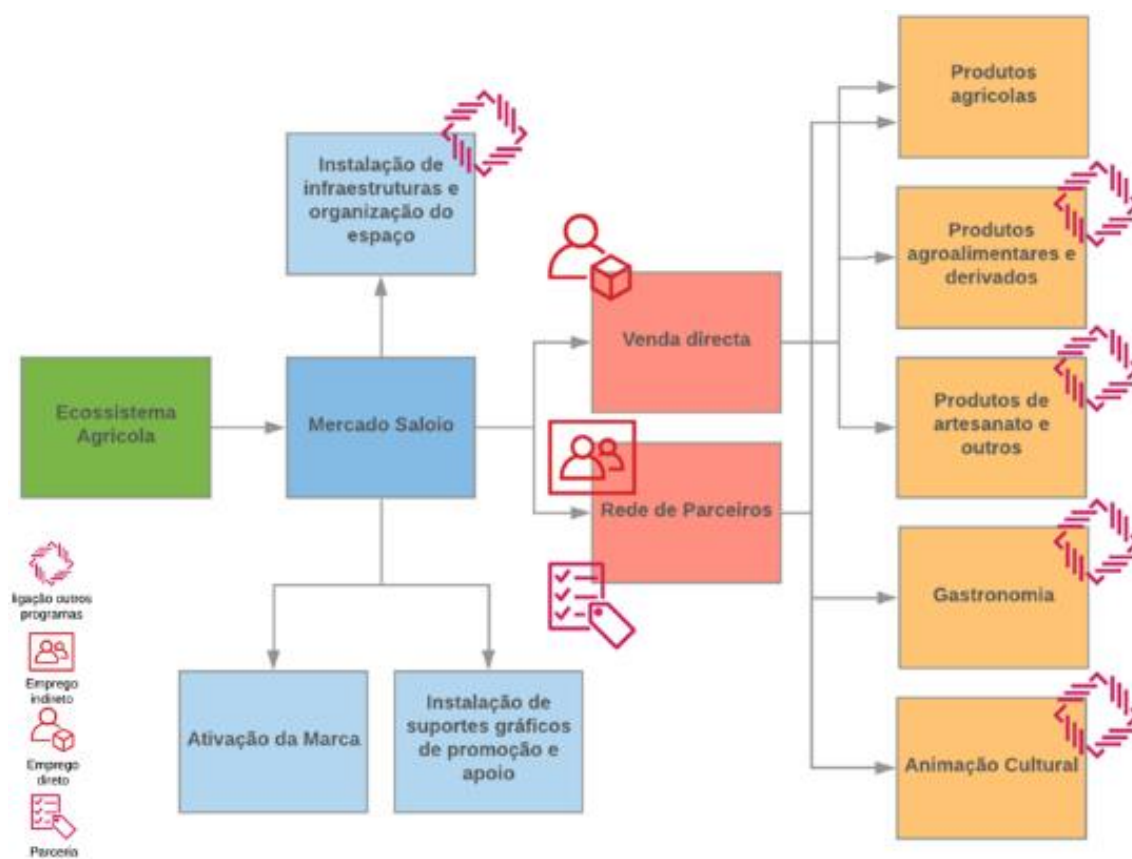 Produtos
agricolas
Instalação de
infraestruturas e
organização do
espaço
Produtos
agroalimentares e
derivados
Venda directa
Ecossistema
Agrícola
Mercado Saloio
Produtos de
artesanato e
outros
Rede de Parceiros
Gastronomia
Ativação da Marca
Instalação de
suportes gráficos
de promoção e
apoio
Animação Cultural
ligação outros
programas
Emprego
indireto
Emprego
direto
Parceria